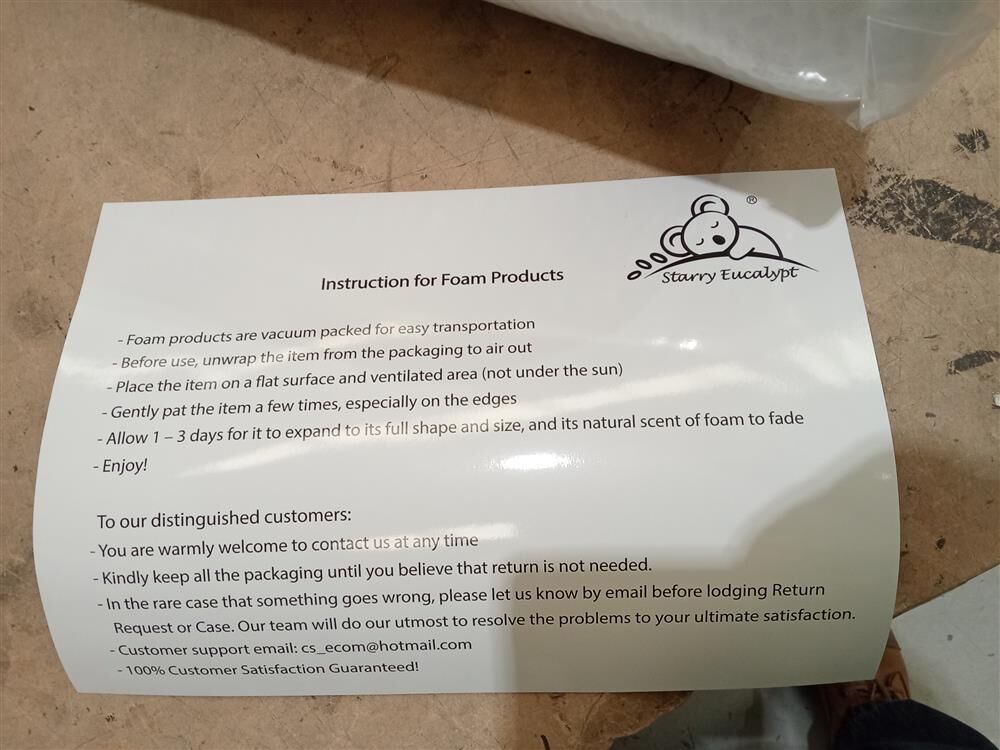 ®
Starry Eucalypt
Instruction for Foam Products
- Foam products are vacuum packed for easy transportation
- Before use, unwrap the item from the packaging to air out
- Place the item on a flat surface and ventilated area (not under the sun)
- Gently pat the item a few times, especially on the edges
- Allow 1 – 3 days for it to expand to its full shape and size, and its natural scent of foam to fade
- Enjoy!
To our distinguished customers:
- You are warmly welcome to contact us at any time
- Kindly keep all the packaging until you believe that return is not needed.
- In the rare case that something goes wrong, please let us know by email before lodging Return
Request or Case. Our team will do our utmost to resolve the problems to your ultimate satisfaction.
- Customer support email: cs_ecom@hotmail.com
- 100% Customer Satisfaction Guaranteed!